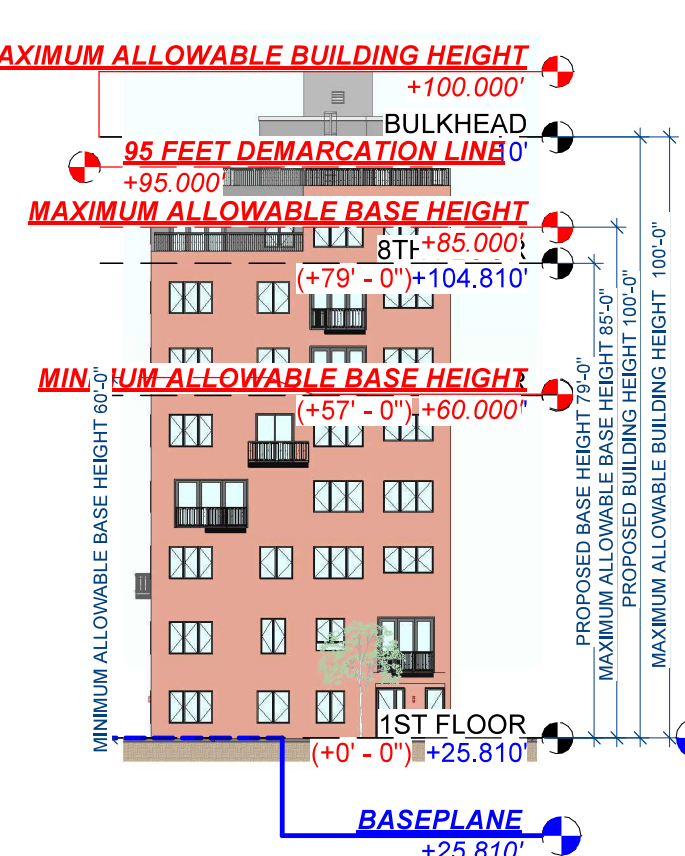 MAXIMUM ALLOWABLE BUILDING HEIGHT
+100.000'
BULKHEAD
95 FEET DEMARCATION LINE
+95.000'
MAXIMUM ALLOWABLE BASE HEIGHT
+85.000'
8TH
(+79' - 0") +104.810'
ALLOWABLE BASE HEIGHT
(+57' - 0") +60.000'
1ST FLOOR
(+0' - 0") +25.810'
BASEPLANE
+25.810'
MINIMUM ALLOWABLE BASE HEIGHT 60'-0"
PROPOSED BASE HEIGHT 79'-0"
MAXIMUM ALLOWABLE BASE HEIGHT 85'-0"
PROPOSED BUILDING HEIGHT 100'-0"
MAXIMUM ALLOWABLE BUILDING HEIGHT 100'-0"